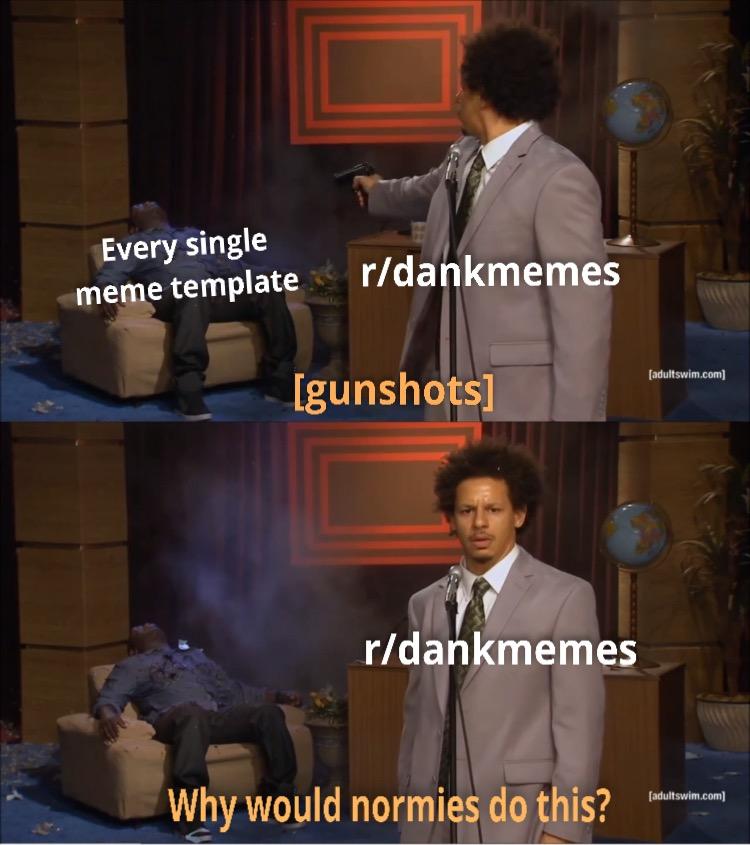 Every single
meme template
r/dankmemes
[gunshots]
[adultswim.com]
r/dankmemes
Why would normies do this?
[adultswim.com]